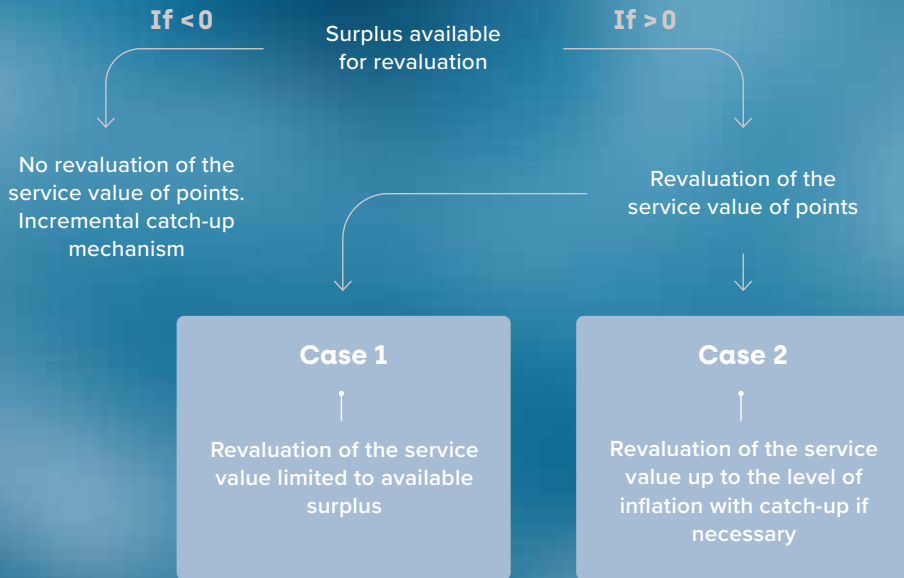 If < 0
Surplus available
for revaluation
If > 0
No revaluation of the
service value of points.
Incremental catch-up
mechanism
Revaluation of the
service value of points
Case 1
Revaluation of the service
value limited to available
surplus
Case 2
Revaluation of the service
value up to the level of
inflation with catch-up if
necessary